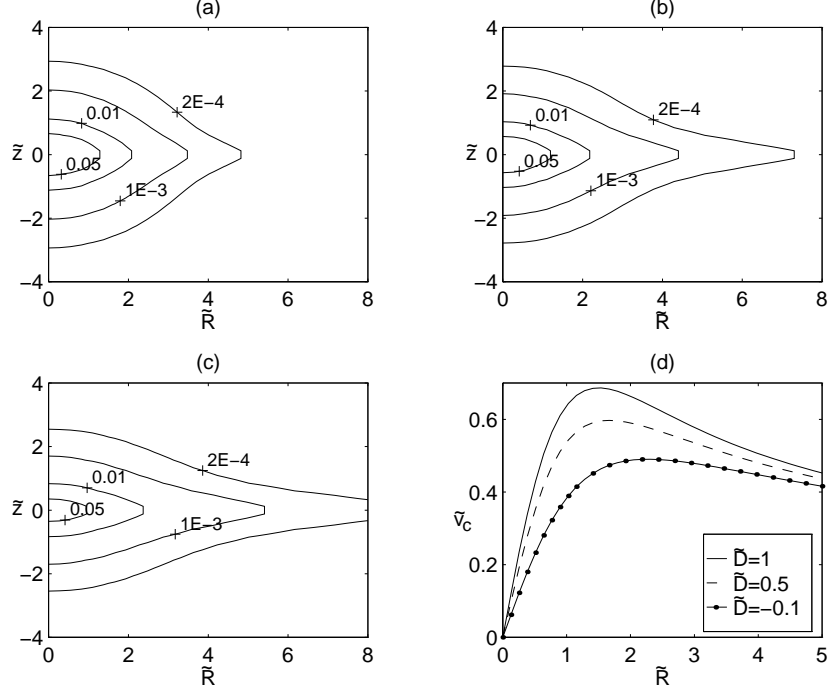 (a)
4
2
0
−2
−4
z̃
0.01
0.05
2E−4
1E−3
0 2 4 6 8
R̃
(b)
4
2
0
−2
−4
z̃
0.01
0.05
2E−4
1E−3
0 2 4 6 8
R̃
(c)
4
2
0
−2
−4
z̃
0.01
0.05
2E−4
1E−3
0 2 4 6 8
R̃
(d)
0.6
0.4
0.2
0
ṽc
D̃=1
D̃=0.5
D̃=−0.1
0 1 2 3 4 5
R̃